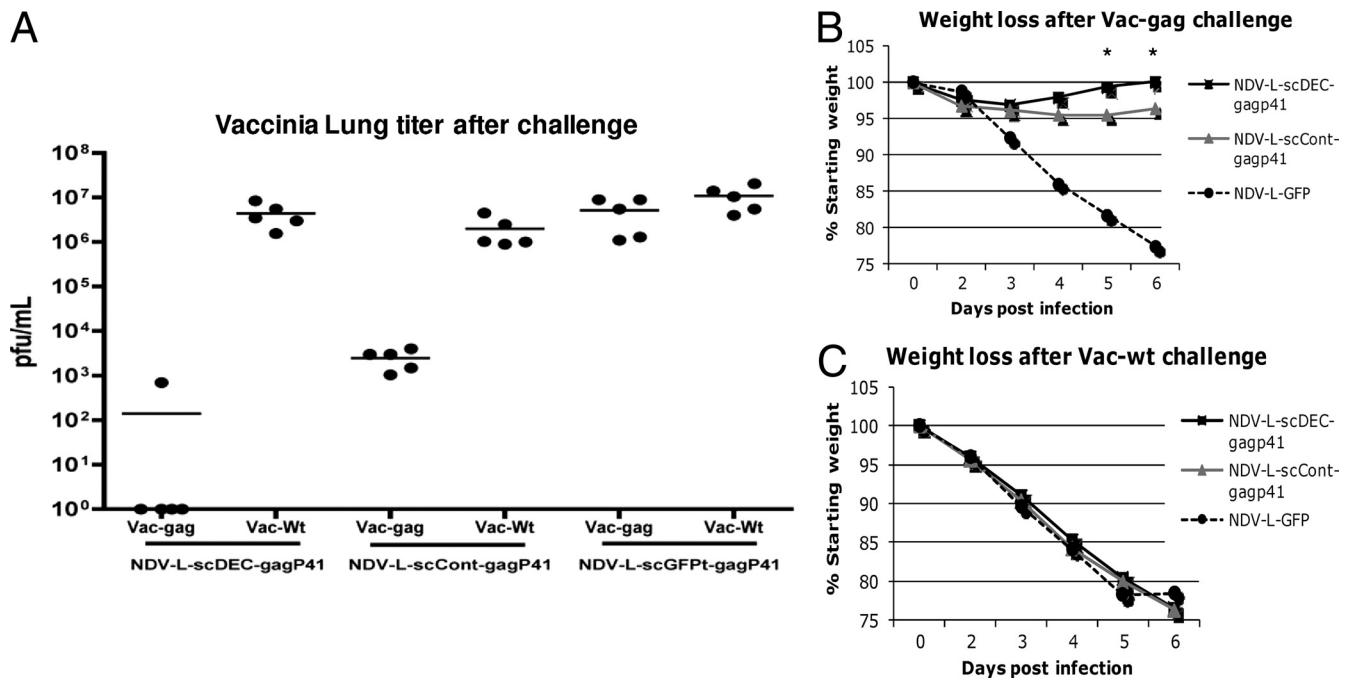 A
Vaccinia Lung titer after challenge
10⁸
10⁷
10⁶
10⁵
10⁴
10³
10²
10¹
10⁰
pfu/mL
Vac-gag Vac-Wt Vac-gag Vac-Wt Vac-gag Vac-Wt
NDV-L-scDEC-gagP41 NDV-L-scCont-gagP41 NDV-L-scGFPt-gagP41
B
Weight loss after Vac-gag challenge
105
100
95
90
85
80
75
% Starting weight
* *
0 2 3 4 5 6
Days post infection
NDV-L-scDEC-
gagp41
NDV-L-scCont-
gagp41
NDV-L-GFP
C
Weight loss after Vac-wt challenge
105
100
95
90
85
80
75
% Starting weight
0 2 3 4 5 6
Days post infection
NDV-L-scDEC-
gagp41
NDV-L-scCont-
gagp41
NDV-L-GFP